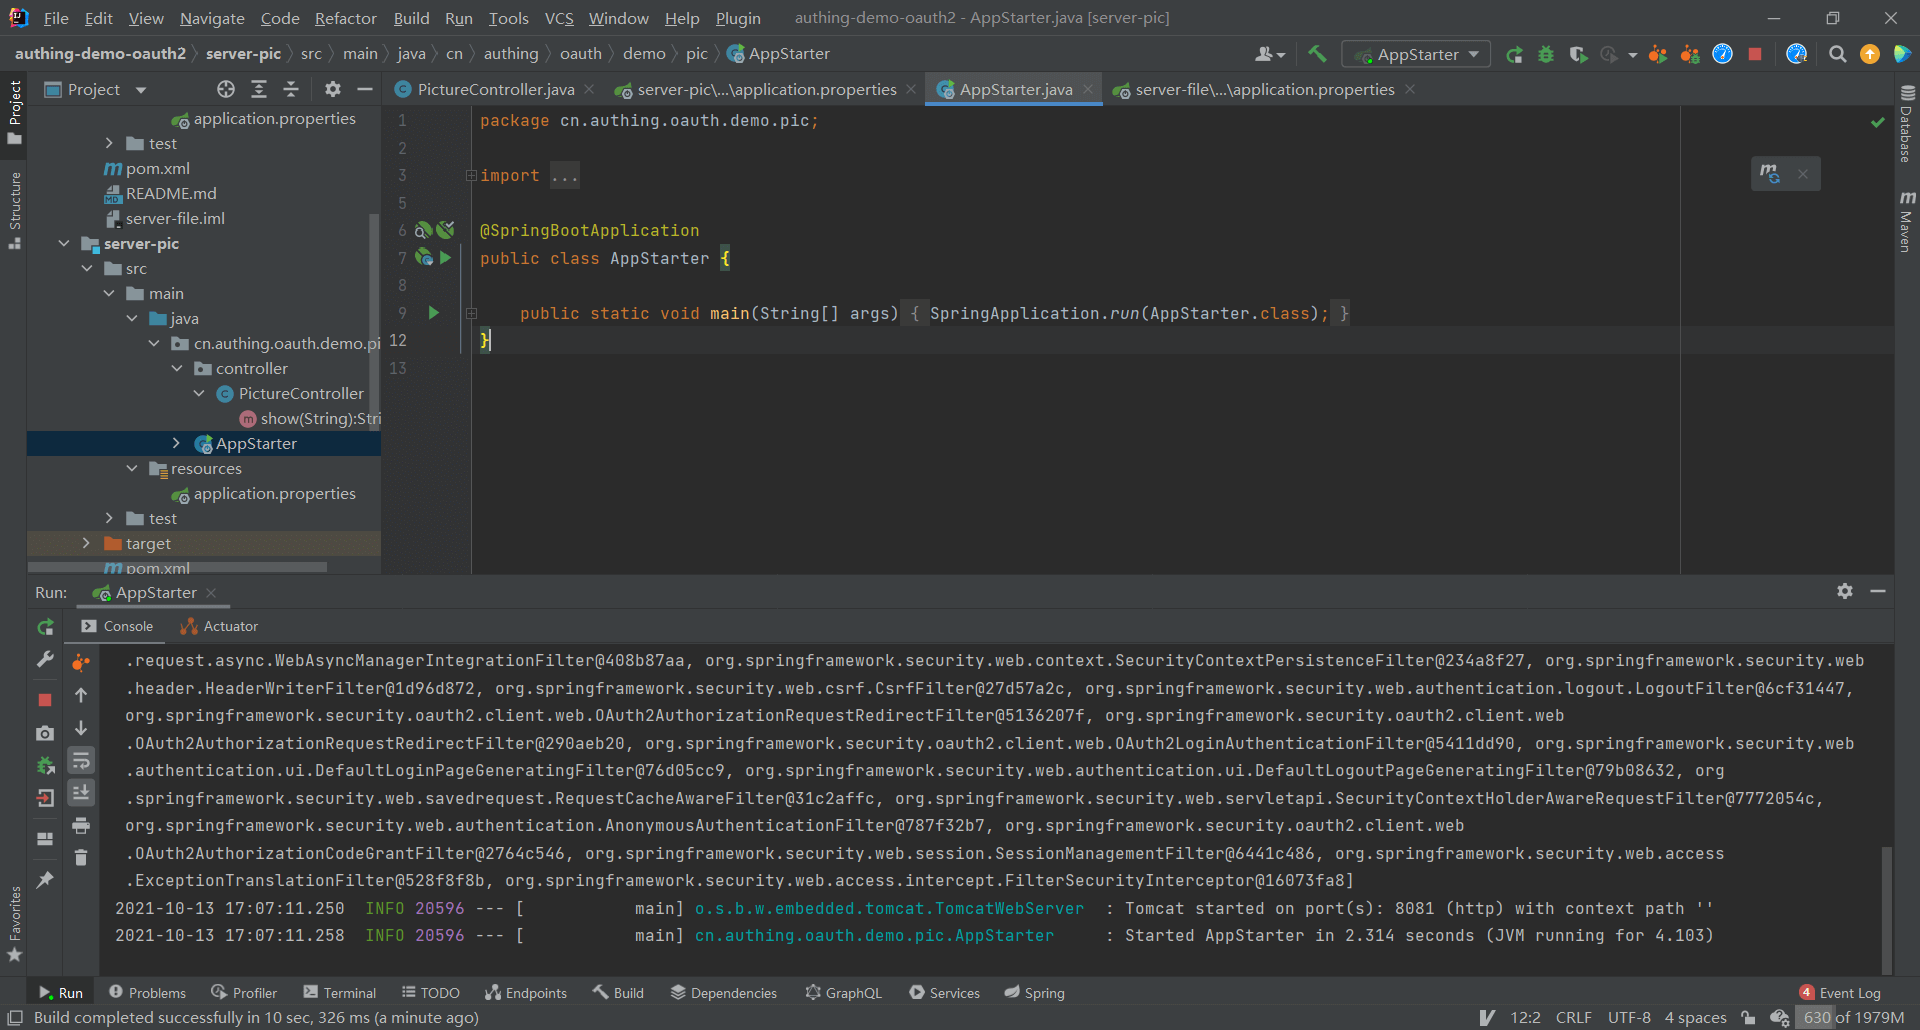 File Edit View Navigate Code Refactor Build Run Tools VCS Window Help Plugin authing-demo-oauth2 - AppStarter.java [server-pic]
authing-demo-oauth2 server-pic src main java cn authing oauth demo pic AppStarter AppStarter
Project PictureController.java server-pic\...\application.properties AppStarter.java server-file\...\application.properties
Project
Structure
Favorites
Database
Maven
application.properties
test
pom.xml
README.md
server-file.iml
server-pic
src
main
java
cn.authing.oauth.demo.pi
controller
PictureController
show(String):Stri
AppStarter
resources
application.properties
test
target
pom.xml
1 package cn.authing.oauth.demo.pic;
2
3 import ...
5
6 @SpringBootApplication
7 public class AppStarter {
8
9 public static void main(String[] args) { SpringApplication.run(AppStarter.class); }
12 }
13
Run: AppStarter
Console Actuator
.request.async.WebAsyncManagerIntegrationFilter@408b87aa, org.springframework.security.web.context.SecurityContextPersistenceFilter@234a8f27, org.springframework.security.web
.header.HeaderWriterFilter@1d96d872, org.springframework.security.web.csrf.CsrfFilter@27d57a2c, org.springframework.security.web.authentication.logout.LogoutFilter@6cf31447,
org.springframework.security.oauth2.client.web.OAuth2AuthorizationRequestRedirectFilter@5136207f, org.springframework.security.oauth2.client.web
.OAuth2AuthorizationRequestRedirectFilter@290aeb20, org.springframework.security.oauth2.client.web.OAuth2LoginAuthenticationFilter@5411dd90, org.springframework.security.web
.authentication.ui.DefaultLoginPageGeneratingFilter@76d05cc9, org.springframework.security.web.authentication.ui.DefaultLogoutPageGeneratingFilter@79b08632, org
.springframework.security.web.savedrequest.RequestCacheAwareFilter@31c2affc, org.springframework.security.web.servletapi.SecurityContextHolderAwareRequestFilter@7772054c,
org.springframework.security.web.authentication.AnonymousAuthenticationFilter@787f32b7, org.springframework.security.oauth2.client.web
.OAuth2AuthorizationCodeGrantFilter@2764c546, org.springframework.security.web.session.SessionManagementFilter@6441c486, org.springframework.security.web.access
.ExceptionTranslationFilter@528f8f8b, org.springframework.security.web.access.intercept.FilterSecurityInterceptor@16073fa8]
2021-10-13 17:07:11.250 INFO 20596 --- [ main] o.s.b.w.embedded.tomcat.TomcatWebServer : Tomcat started on port(s): 8081 (http) with context path ''
2021-10-13 17:07:11.258 INFO 20596 --- [ main] cn.authing.oauth.demo.pic.AppStarter : Started AppStarter in 2.314 seconds (JVM running for 4.103)
Run Problems Profiler Terminal TODO Endpoints Build Dependencies GraphQL Services Spring 4 Event Log
Build completed successfully in 10 sec, 326 ms (a minute ago) 12:2 CRLF UTF-8 4 spaces 630 of 1979M